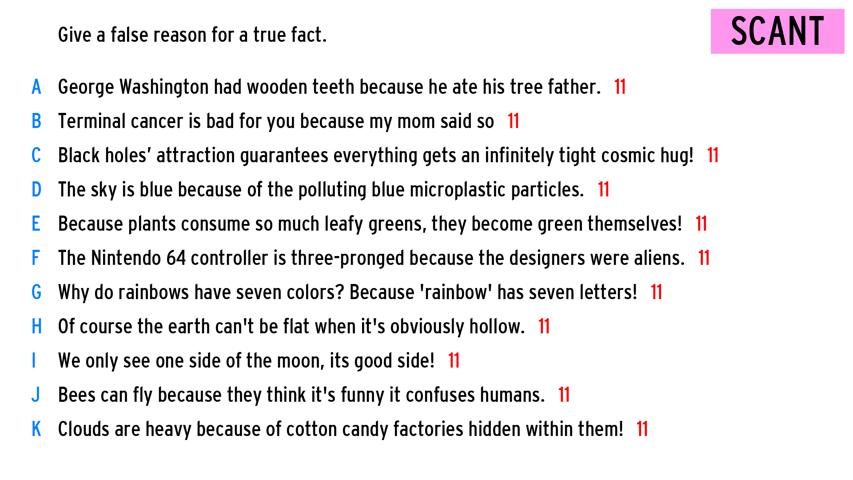 Give a false reason for a true fact.
SCANT
A George Washington had wooden teeth because he ate his tree father. 11
B Terminal cancer is bad for you because my mom said so 11
C Black holes’ attraction guarantees everything gets an infinitely tight cosmic hug! 11
D The sky is blue because of the polluting blue microplastic particles. 11
E Because plants consume so much leafy greens, they become green themselves! 11
F The Nintendo 64 controller is three-pronged because the designers were aliens. 11
G Why do rainbows have seven colors? Because 'rainbow' has seven letters! 11
H Of course the earth can't be flat when it's obviously hollow. 11
I We only see one side of the moon, its good side! 11
J Bees can fly because they think it's funny it confuses humans. 11
K Clouds are heavy because of cotton candy factories hidden within them! 11